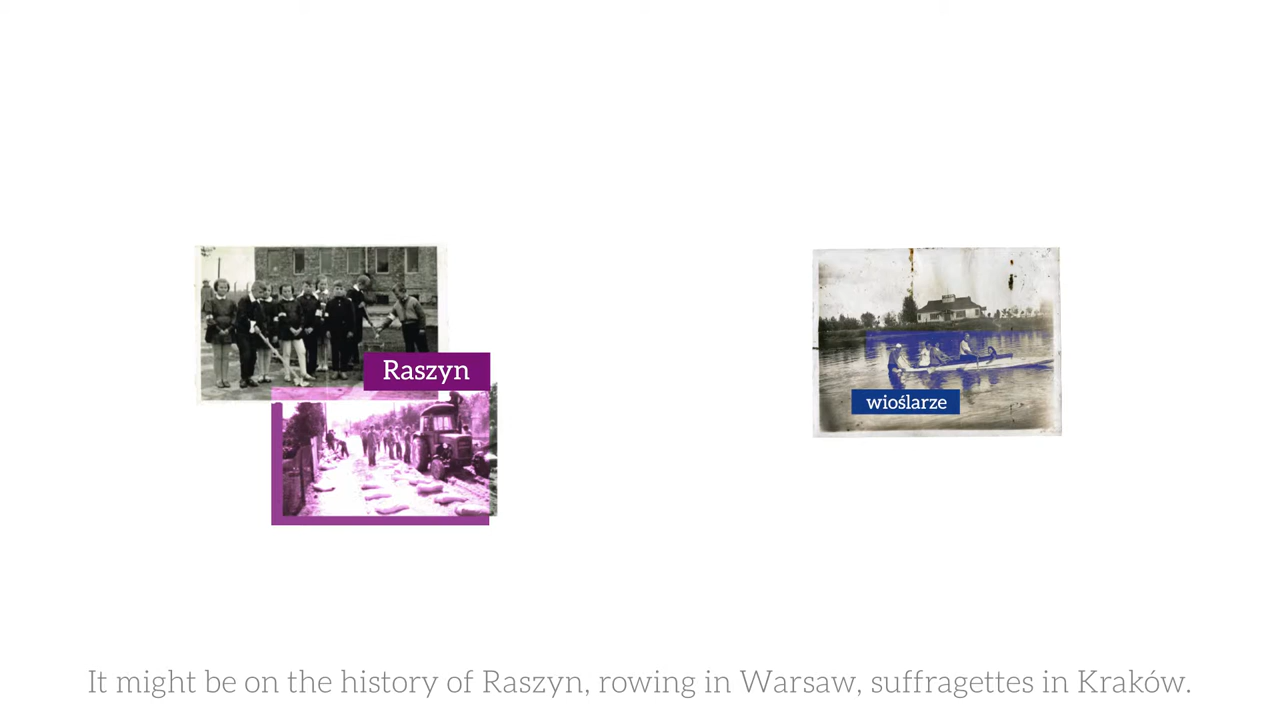 Raszyn
wioślarze
It might be on the history of Raszyn, rowing in Warsaw, suffragettes in Kraków.